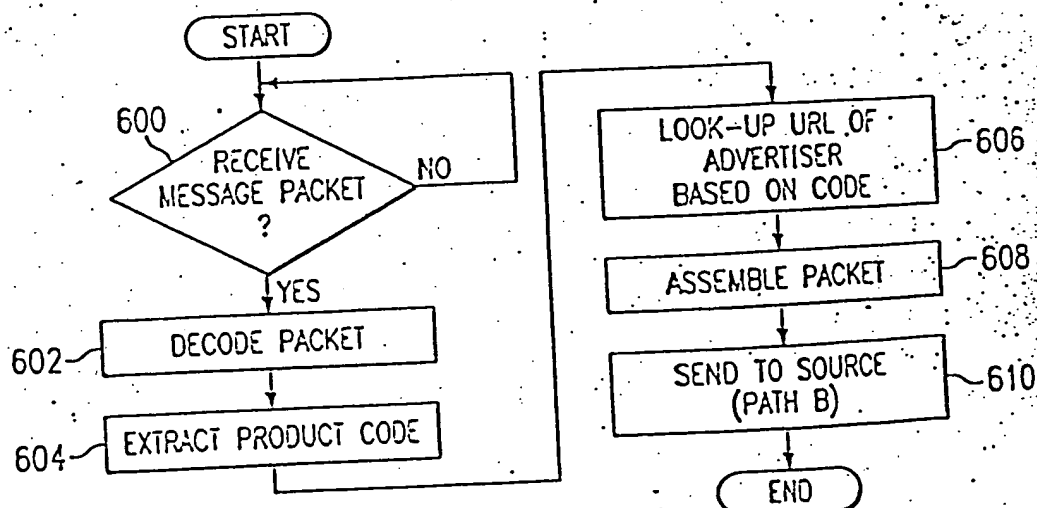 START
600
RECEIVE
MESSAGE PACKET
?
NO
YES
602
DECODE PACKET
604
EXTRACT PRODUCT CODE
LOOK-UP URL OF
ADVERTISER
BASED ON CODE
606
ASSEMBLE PACKET
608
SEND TO SOURCE
(PATH B)
610
END